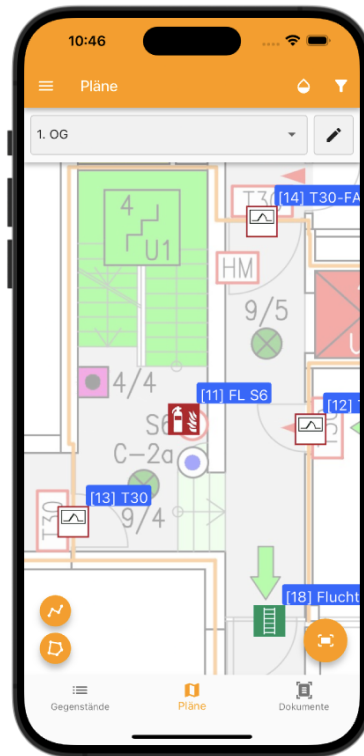 10:46
Pläne
1. OG
4
U1
T30
[14] T30-FA
HM
9/5
4/4
[11] FL S6
S6
[12]
C-2a
[13] T30
T30
9/4
[18] Flucht
Gegenstände
Pläne
Dokumente